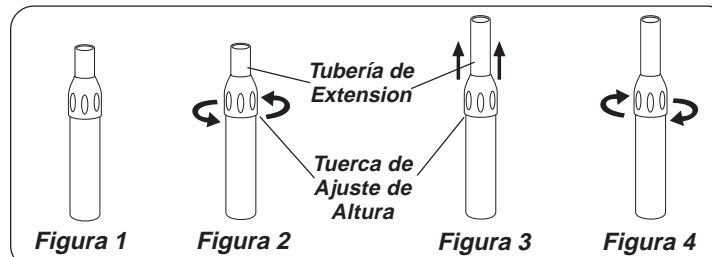 Tubería de
Extension
Tuerca de
Ajuste de
Altura
Figura 1
Figura 2
Figura 3
Figura 4